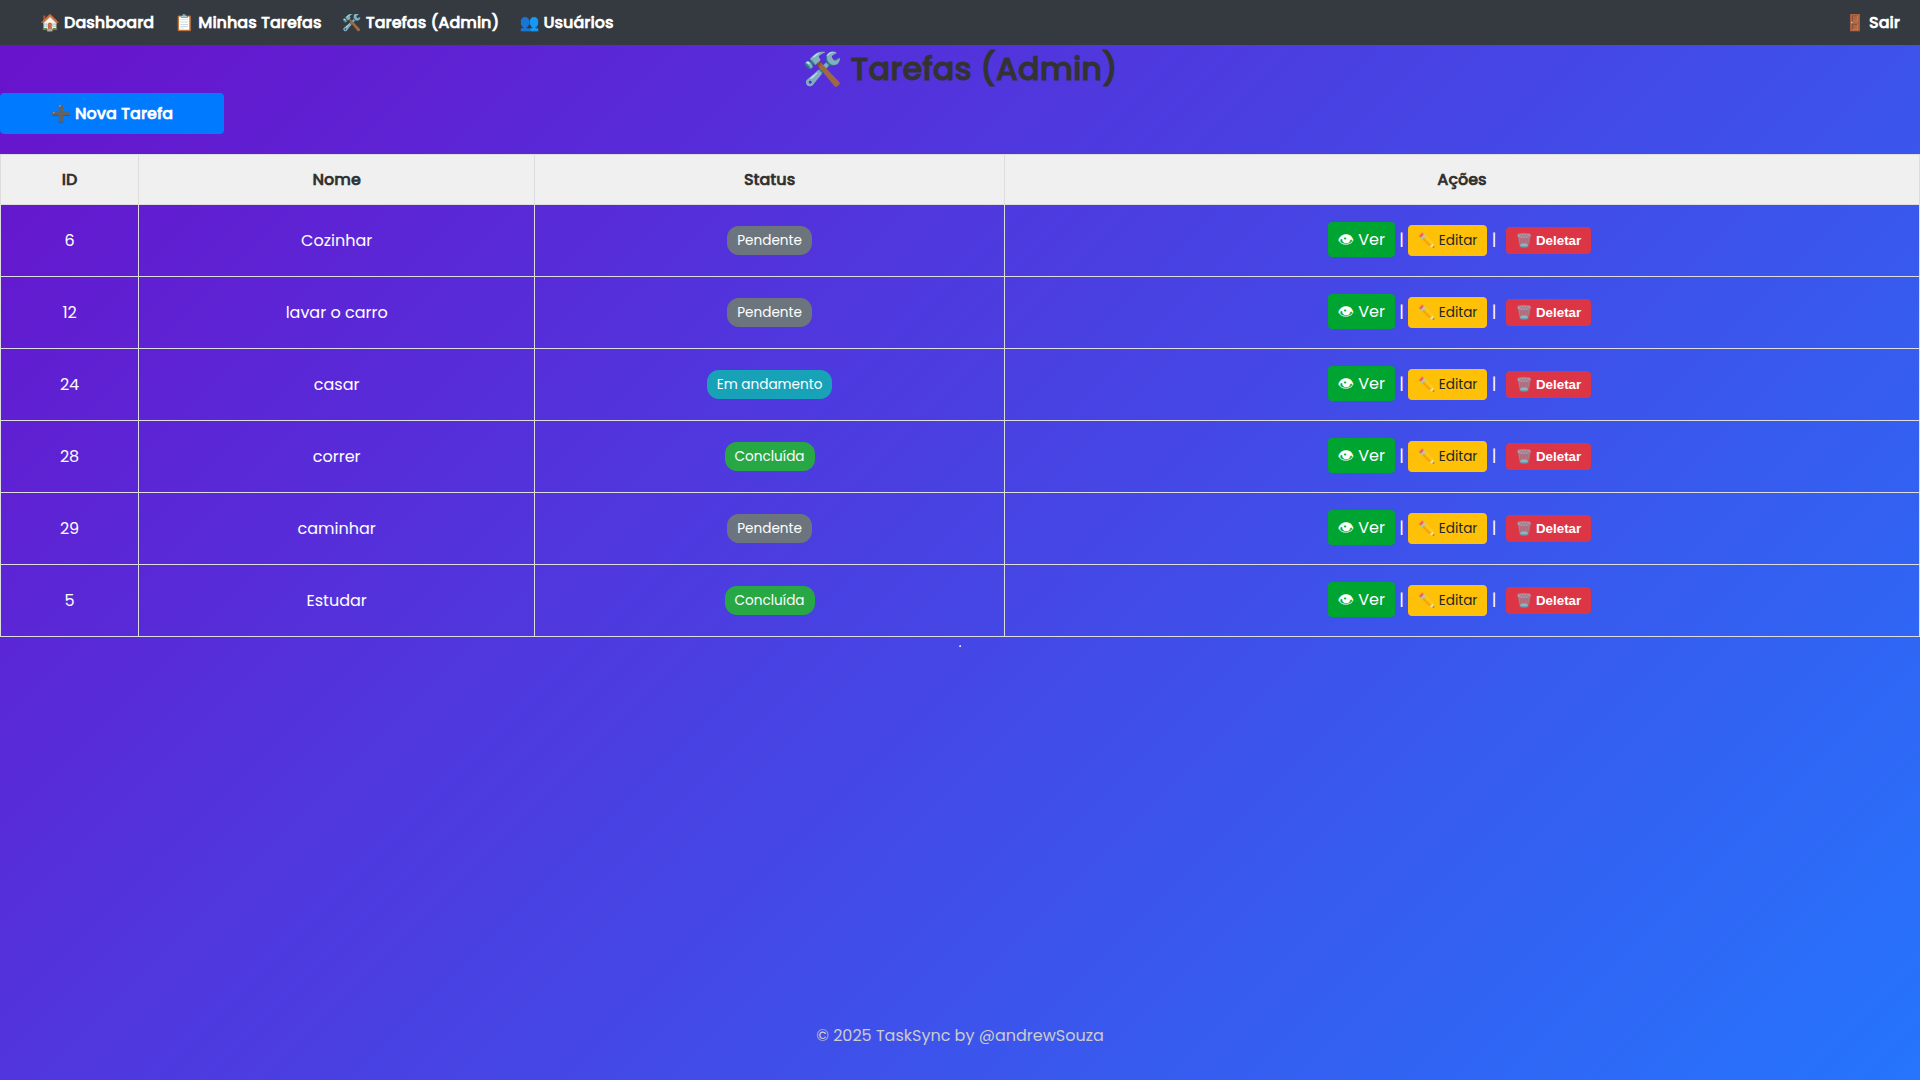 🏠 Dashboard 📋 Minhas Tarefas 🛠️ Tarefas (Admin) 👥 Usuários 🚪 Sair
🛠️ Tarefas (Admin)
➕ Nova Tarefa
ID Nome Status Ações
6 Cozinhar Pendente 👁 Ver | ✏️ Editar | 🗑️ Deletar
12 lavar o carro Pendente 👁 Ver | ✏️ Editar | 🗑️ Deletar
24 casar Em andamento 👁 Ver | ✏️ Editar | 🗑️ Deletar
28 correr Concluída 👁 Ver | ✏️ Editar | 🗑️ Deletar
29 caminhar Pendente 👁 Ver | ✏️ Editar | 🗑️ Deletar
5 Estudar Concluída 👁 Ver | ✏️ Editar | 🗑️ Deletar
© 2025 TaskSync by @andrewSouza